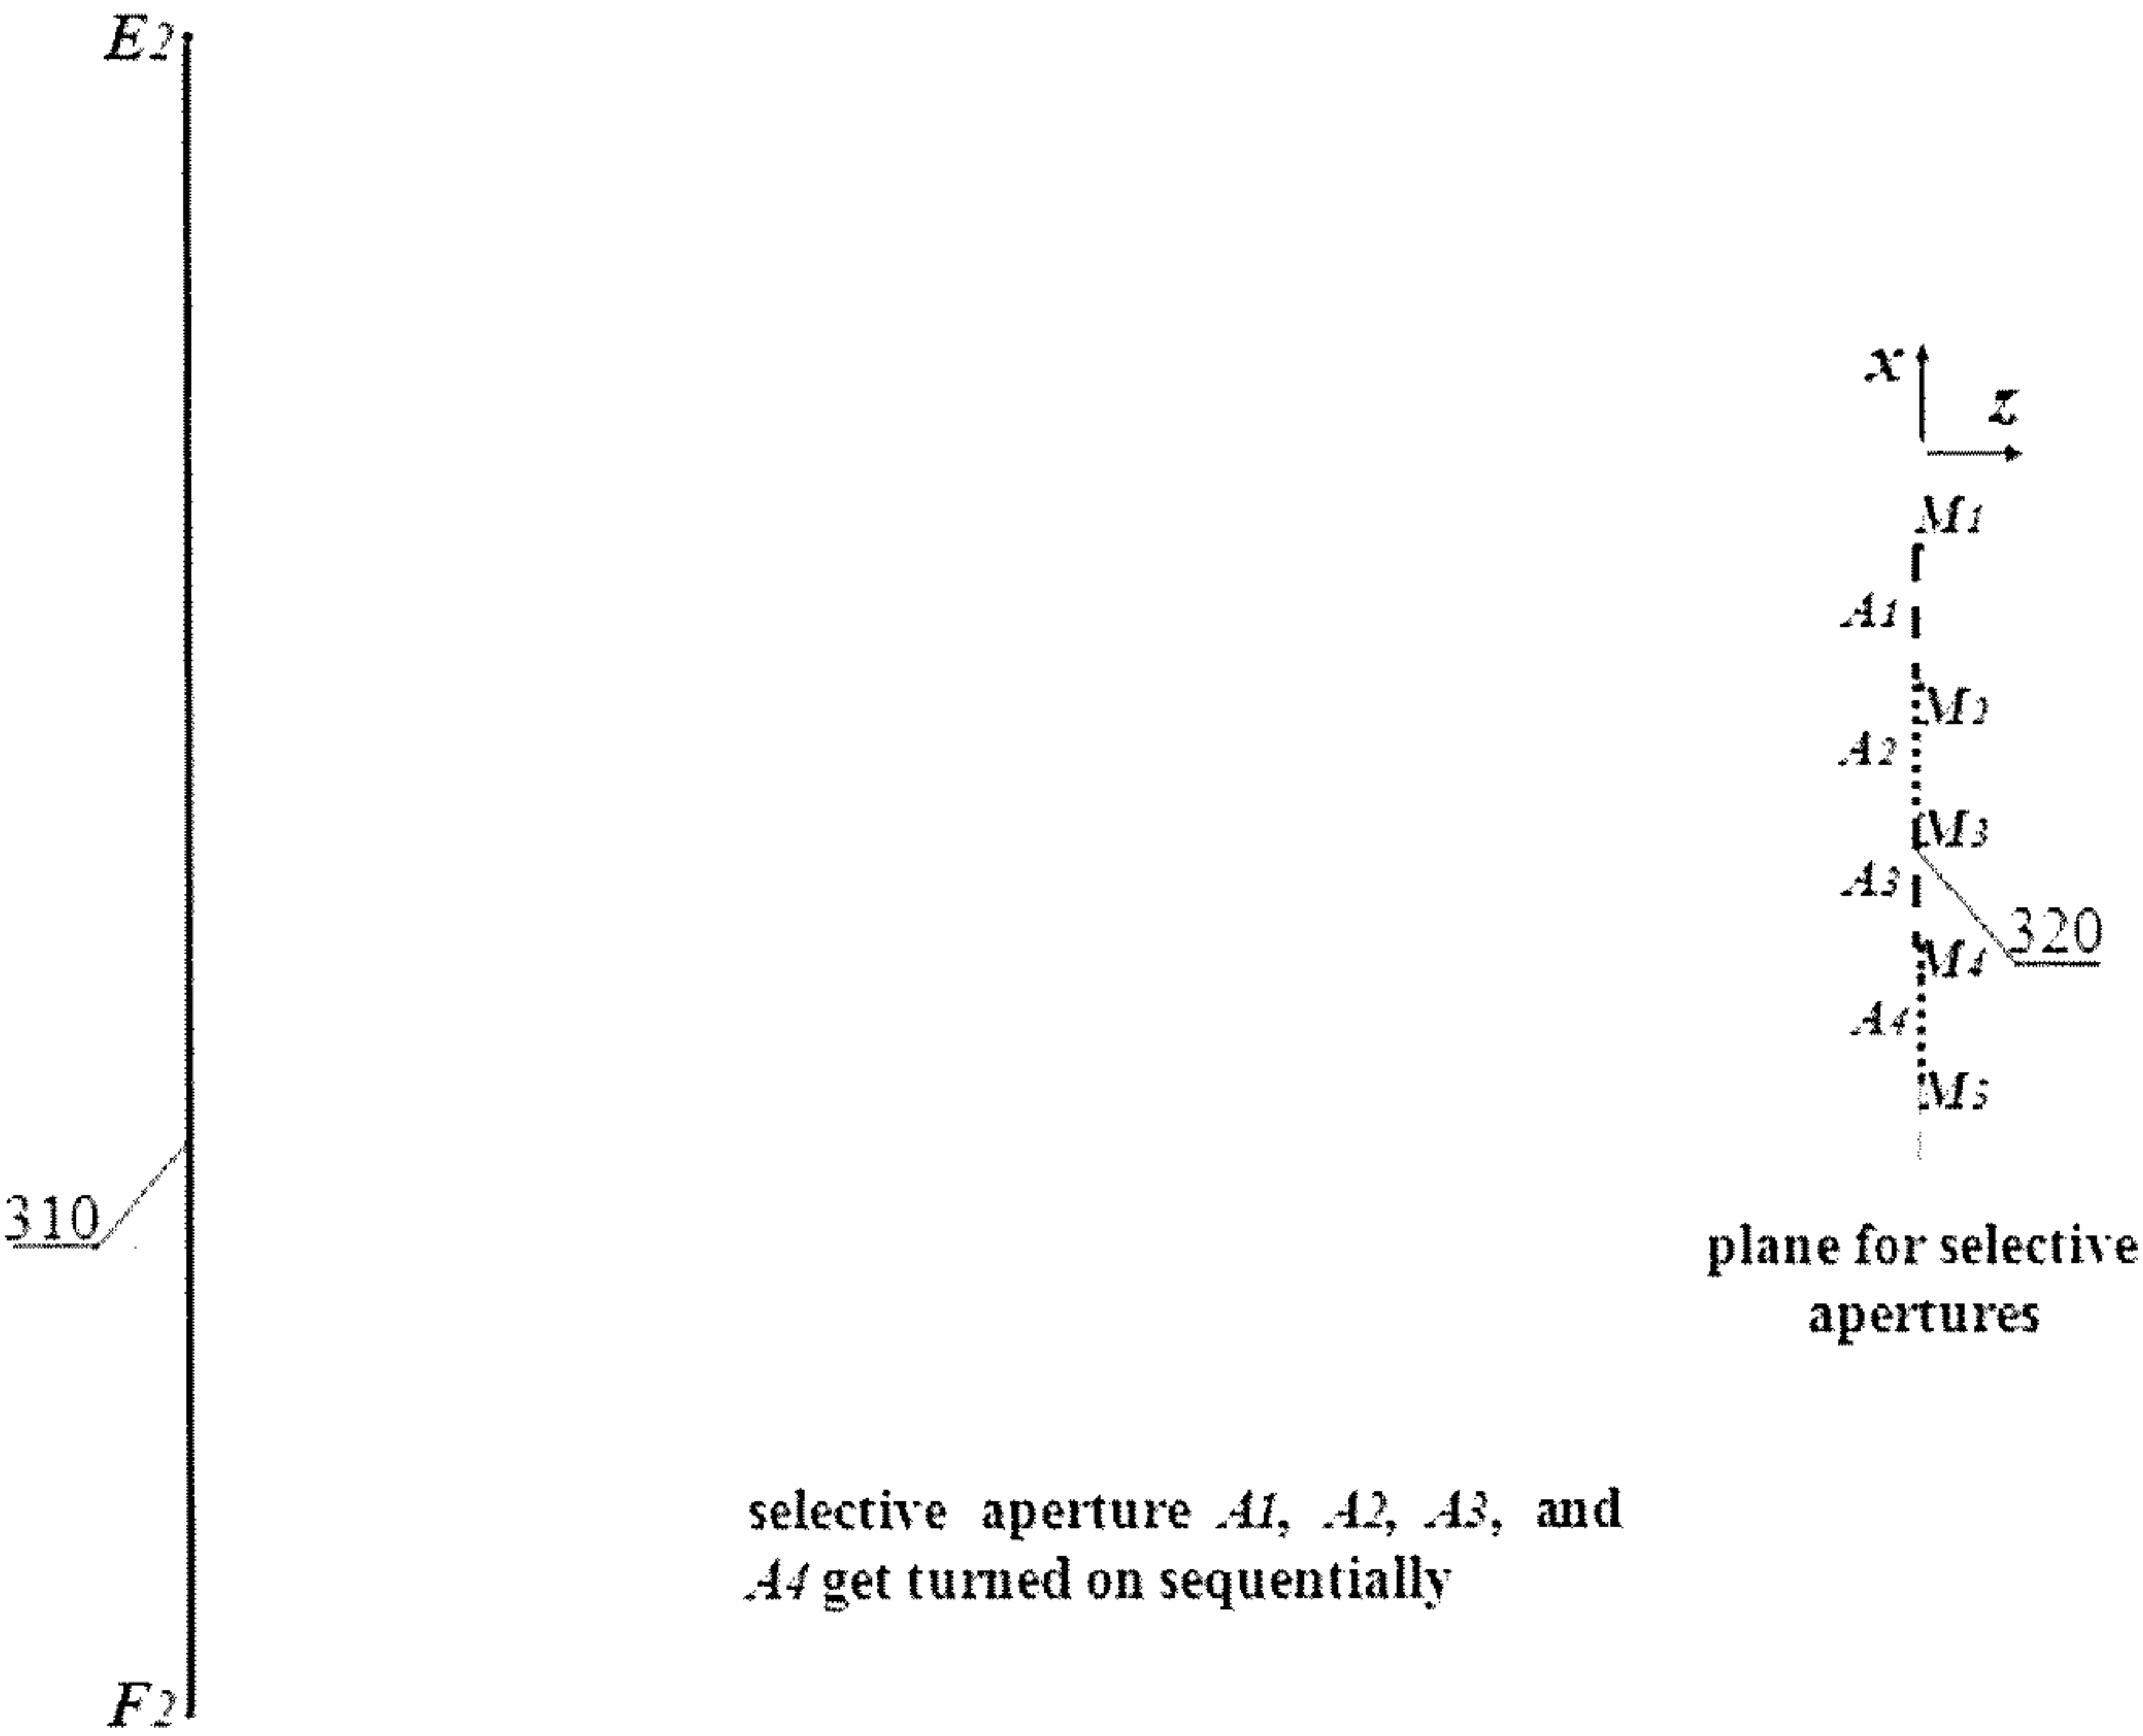 E2
x
z
M1
A1
M2
A2
M3
A3
320
M4
A4
M5
310
plane for selective
apertures
selective aperture A1, A2, A3, and
A4 get turned on sequentially
F2